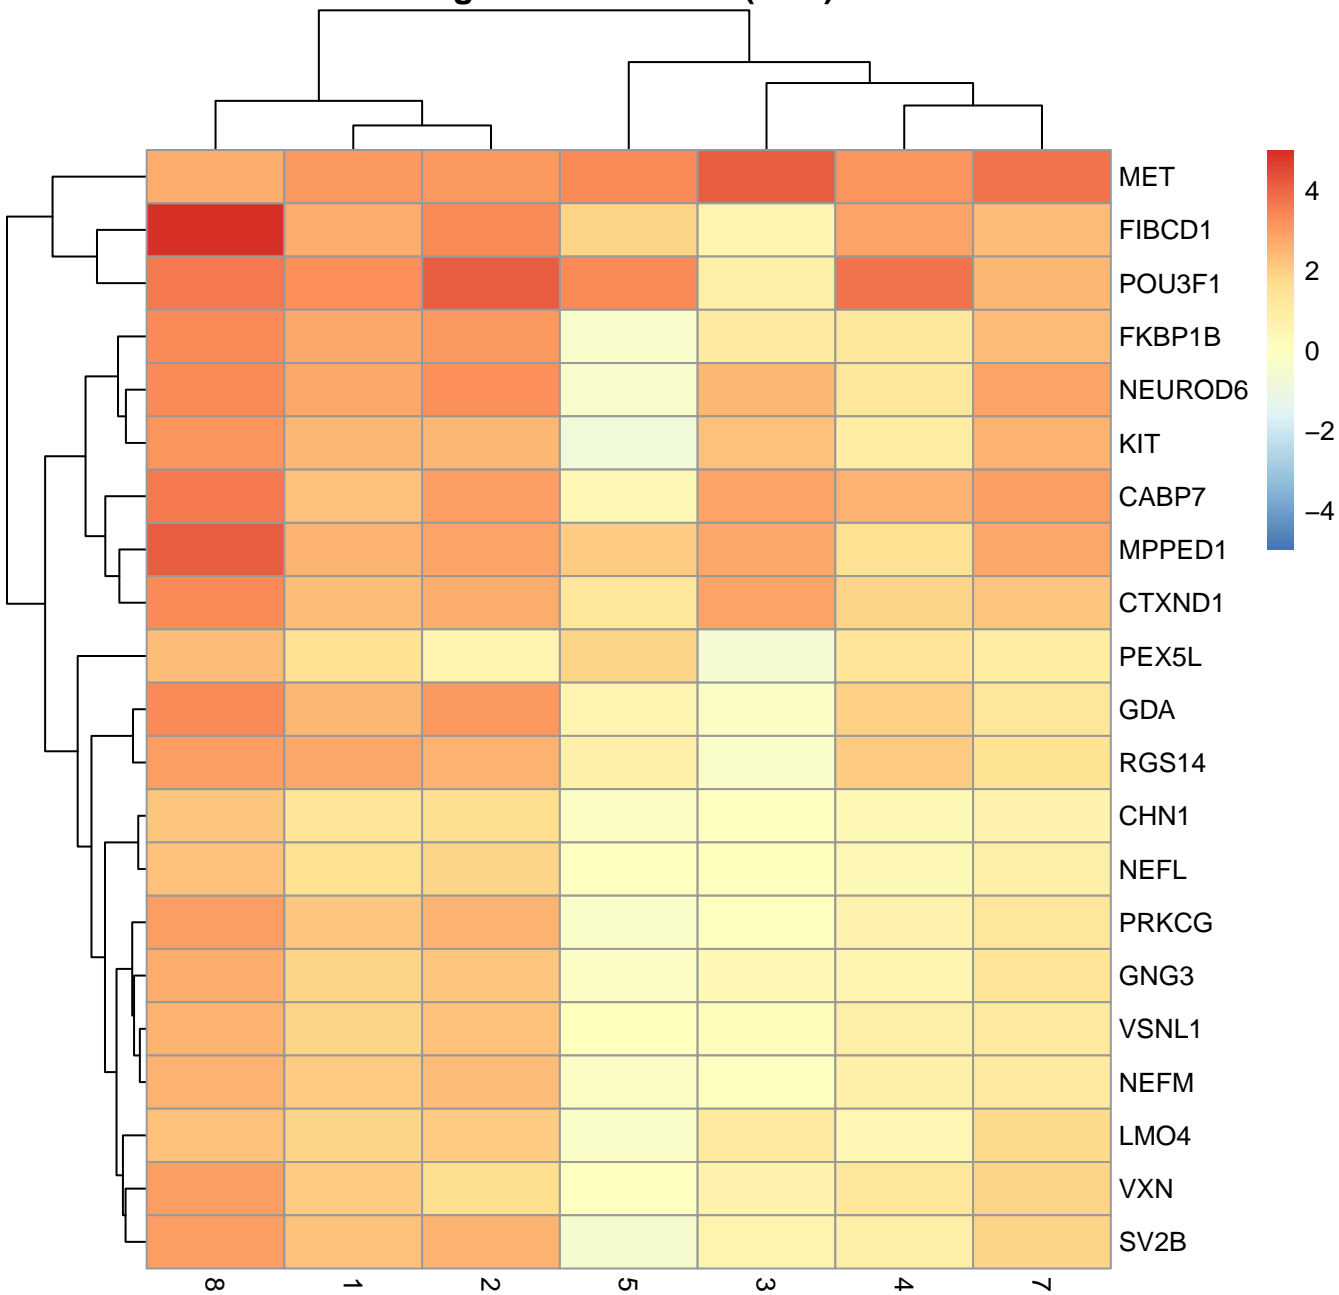 MET
FIBCD1
POU3F1
FKBP1B
NEUROD6
KIT
CABP7
MPPED1
CTXND1
PEX5L
GDA
RGS14
CHN1
NEFL
PRKCG
GNG3
VSNL1
NEFM
LMO4
VXN
SV2B
4
2
0
−2
−4
8 1 2 5 3 4 7